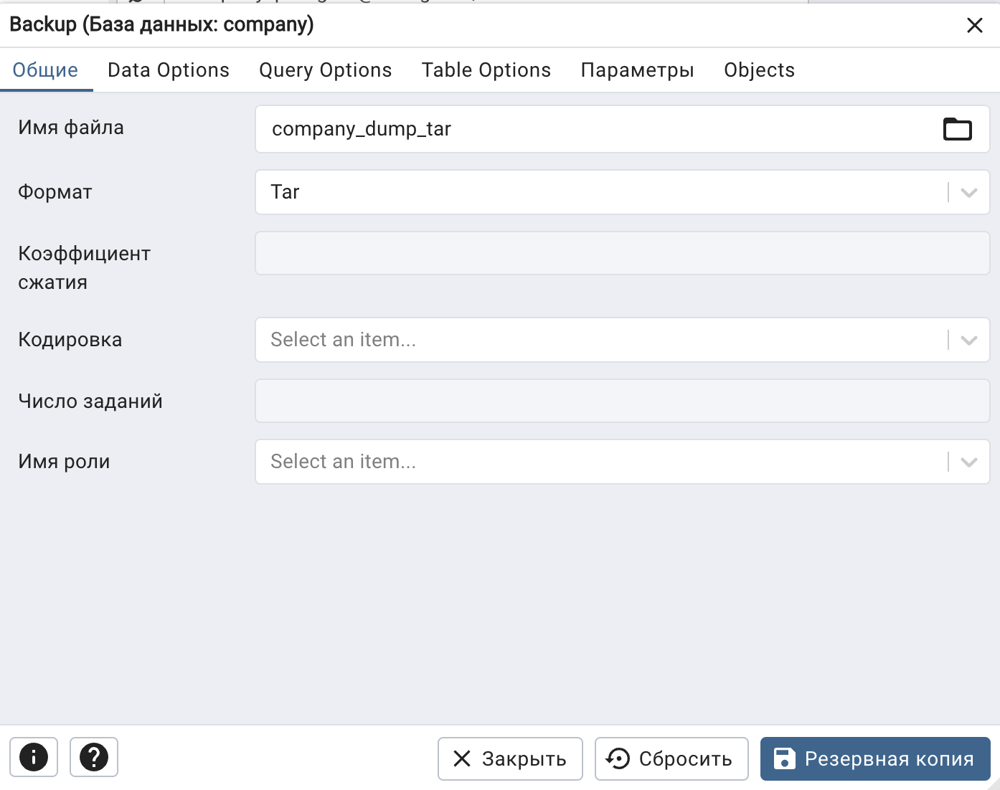 Backup (База данных: company)
Общие Data Options Query Options Table Options Параметры Objects
Имя файла company_dump_tar
Формат Tar
Коэффициент
сжатия
Кодировка Select an item...
Число заданий
Имя роли Select an item...
Закрыть Сбросить Резервная копия